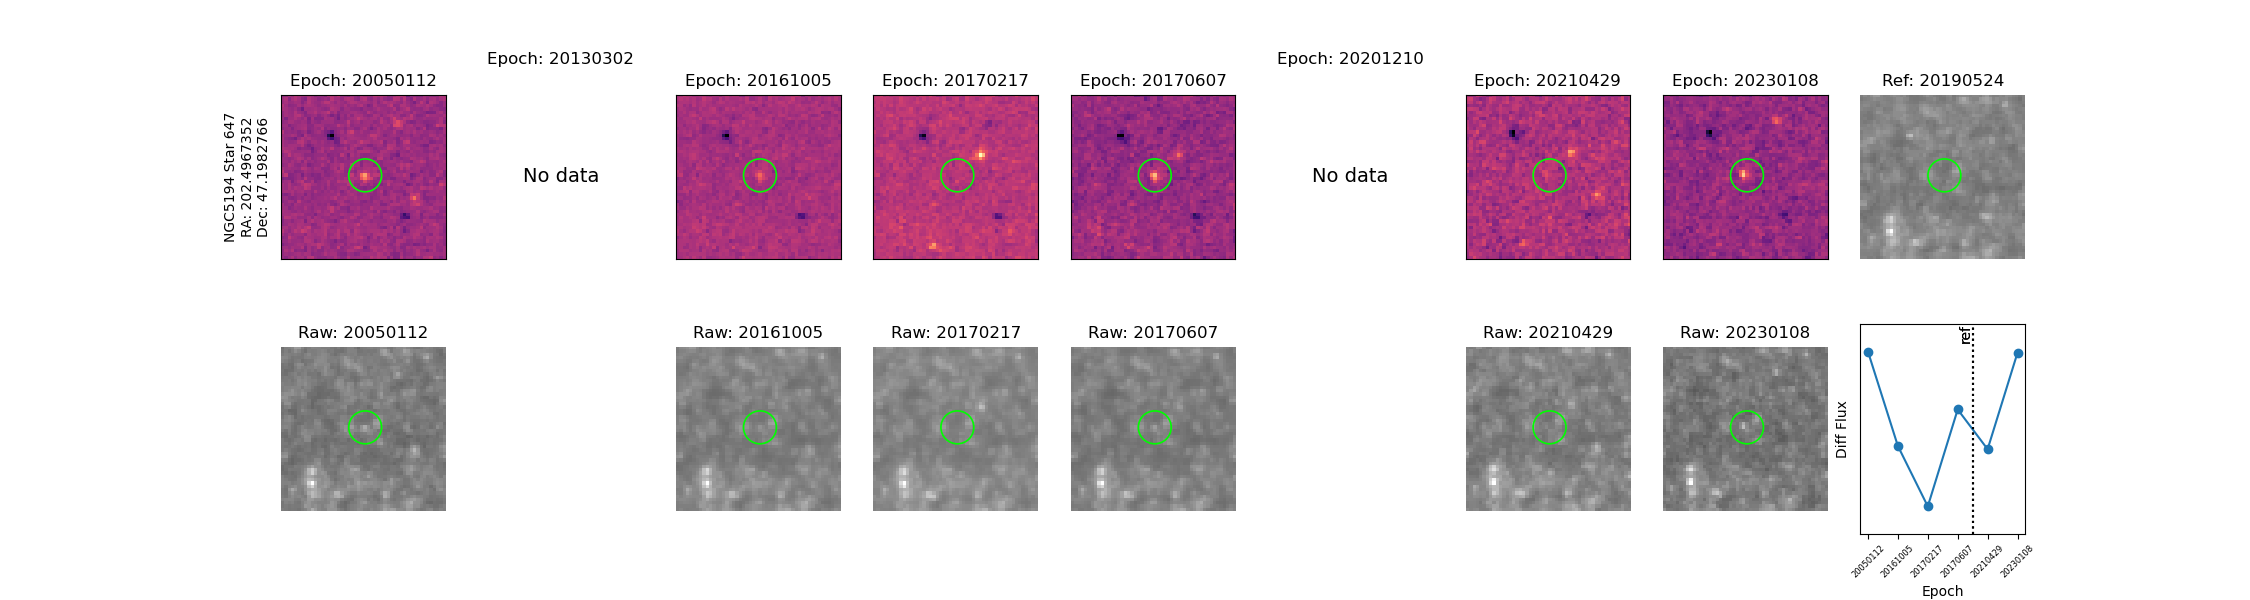 NGC5194 Star 647
RA: 202.4967352
Dec: 47.1982766
Epoch: 20050112
Epoch: 20130302
No data
Epoch: 20161005
Epoch: 20170217
Epoch: 20170607
Epoch: 20201210
No data
Epoch: 20210429
Epoch: 20230108
Ref: 20190524
Raw: 20050112
Raw: 20161005
Raw: 20170217
Raw: 20170607
Raw: 20210429
Raw: 20230108
Diff Flux
ref
20050112
20161005
20170217
20170607
20210429
20230108
Epoch